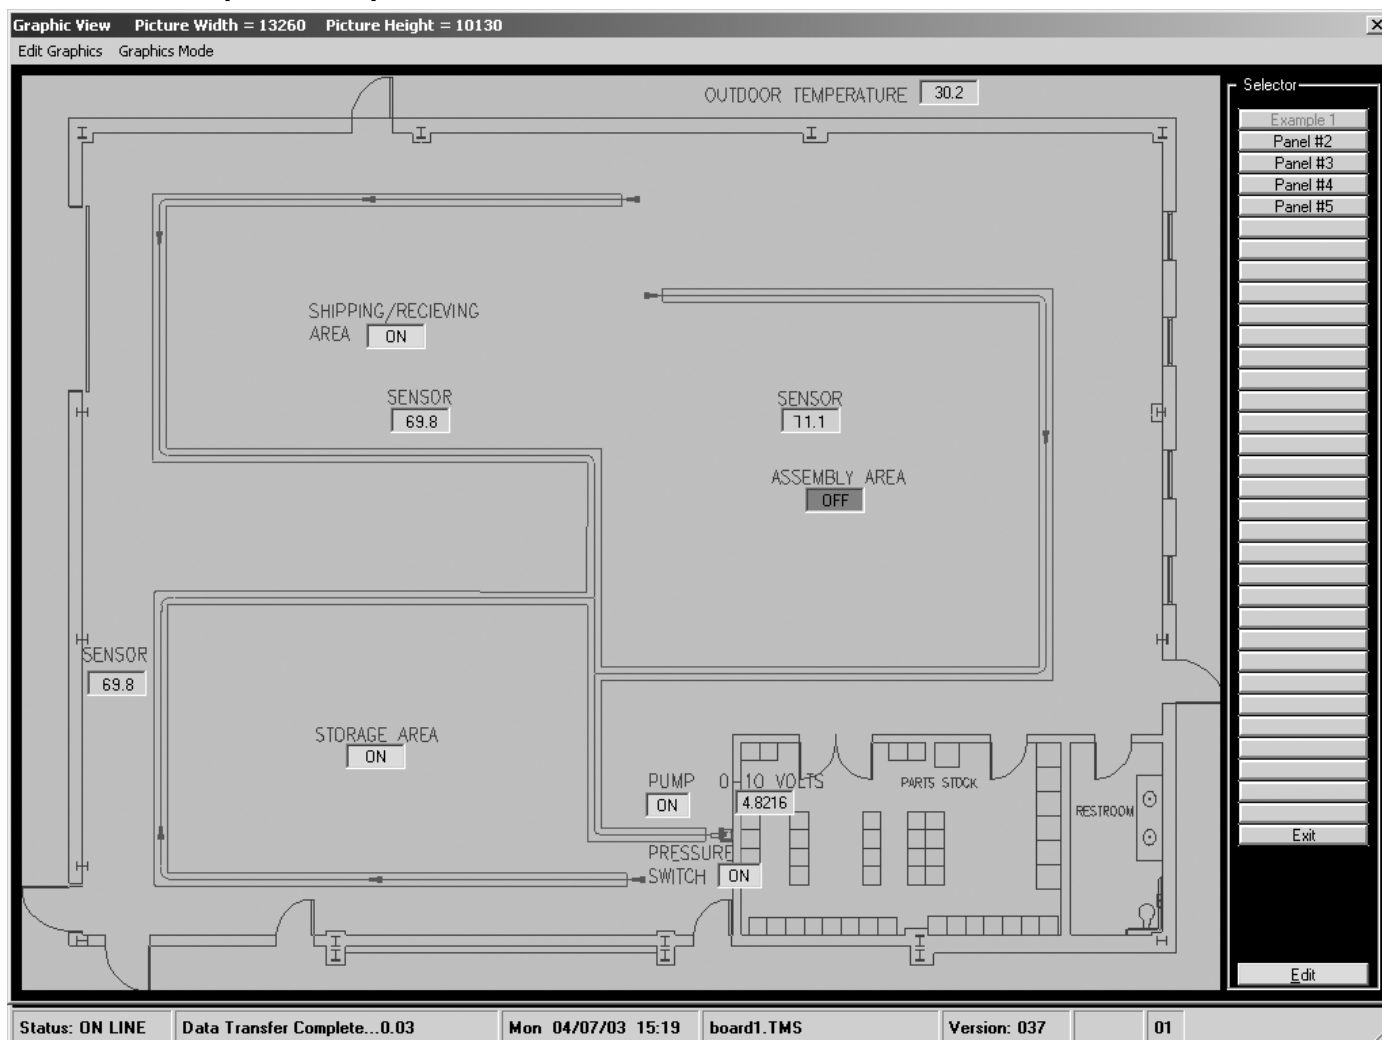 Graphic View Picture Width = 13260 Picture Height = 10130
Edit Graphics Graphics Mode
OUTDOOR TEMPERATURE 30.2
Selector
Example 1
Panel #2
Panel #3
Panel #4
Panel #5
SHIPPING/RECIEVING
AREA ON
SENSOR
69.8
SENSOR
71.1
ASSEMBLY AREA
OFF
SENSOR
69.8
STORAGE AREA
ON
PUMP 0-10 VOLTS
ON 4.8216
PARTS STOCK
RESTROOM
PRESSURE
SWITCH ON
Exit
Edit
Status: ON LINE Data Transfer Complete...0.03 Mon 04/07/03 15:19 board1.TMS Version: 037 01